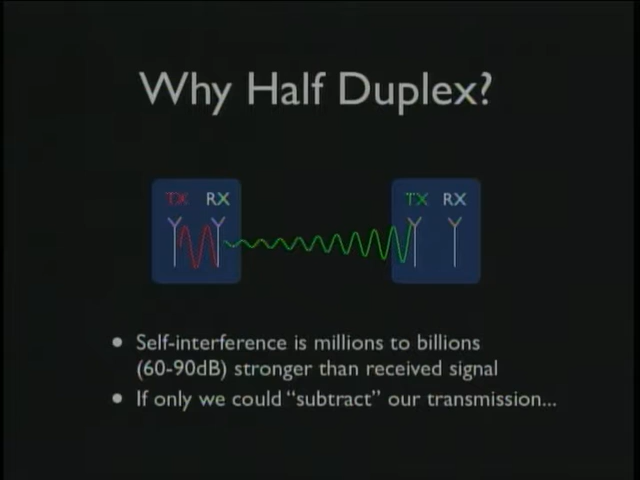 Why Half Duplex?
TX RX
TX RX
• Self-interference is millions to billions
(60-90dB) stronger than received signal
• If only we could “subtract” our transmission...